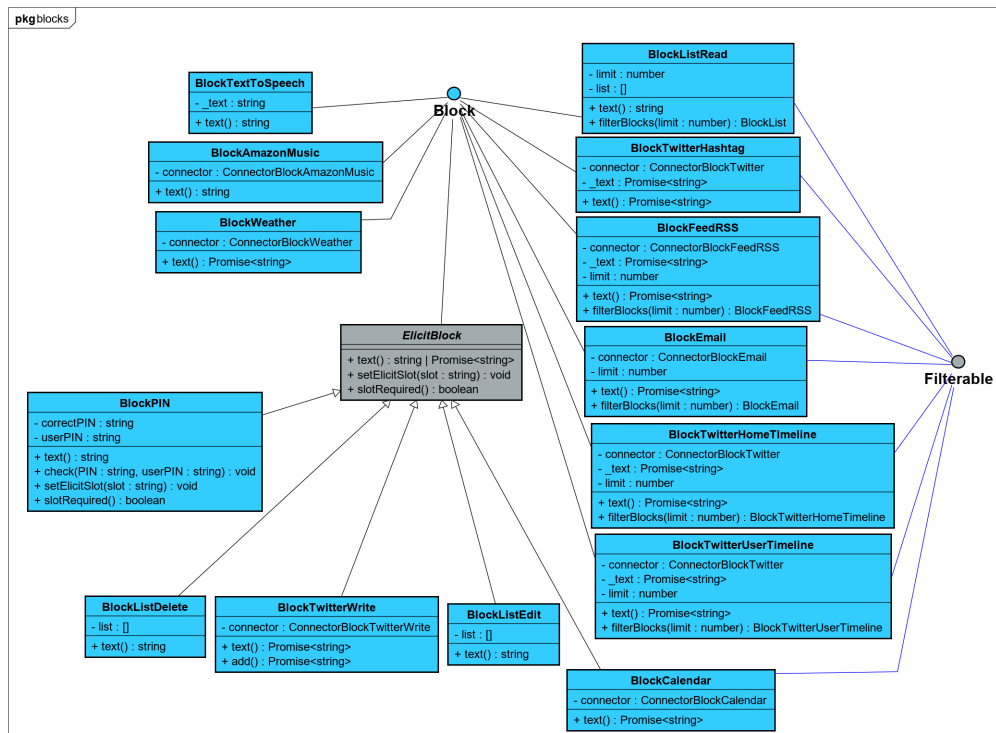 pkg blocks
BlockTextToSpeech
- _text : string
+ text() : string
Block
BlockListRead
- limit : number
- list : []
+ text() : string
+ filterBlocks(limit : number) : BlockList
BlockAmazonMusic
- connector : ConnectorBlockAmazonMusic
+ text() : string
BlockTwitterHashtag
- connector : ConnectorBlockTwitter
- _text : Promise<string>
+ text() : Promise<string>
BlockWeather
- connector : ConnectorBlockWeather
+ text() : Promise<string>
BlockFeedRSS
- connector : ConnectorBlockFeedRSS
- _text : Promise<string>
- limit : number
+ text() : Promise<string>
+ filterBlocks(limit : number) : BlockFeedRSS
ElicitBlock
+ text() : string | Promise<string>
+ setElicitSlot(slot : string) : void
+ slotRequired() : boolean
BlockEmail
- connector : ConnectorBlockEmail
- limit : number
+ text() : Promise<string>
+ filterBlocks(limit : number) : BlockEmail
Filterable
BlockPIN
- correctPIN : string
- userPIN : string
+ text() : string
+ check(PIN : string, userPIN : string) : void
+ setElicitSlot(slot : string) : void
+ slotRequired() : boolean
BlockTwitterHomeTimeline
- connector : ConnectorBlockTwitter
- _text : Promise<string>
- limit : number
+ text() : Promise<string>
+ filterBlocks(limit : number) : BlockTwitterHomeTimeline
BlockTwitterUserTimeline
- connector : ConnectorBlockTwitter
- _text : Promise<string>
- limit : number
+ text() : Promise<string>
+ filterBlocks(limit : number) : BlockTwitterUserTimeline
BlockListDelete
- list : []
+ text() : string
BlockTwitterWrite
- connector : ConnectorBlockTwitterWrite
+ text() : Promise<string>
+ add() : Promise<string>
BlockListEdit
- list : []
+ text() : string
BlockCalendar
- connector : ConnectorBlockCalendar
+ text() : Promise<string>